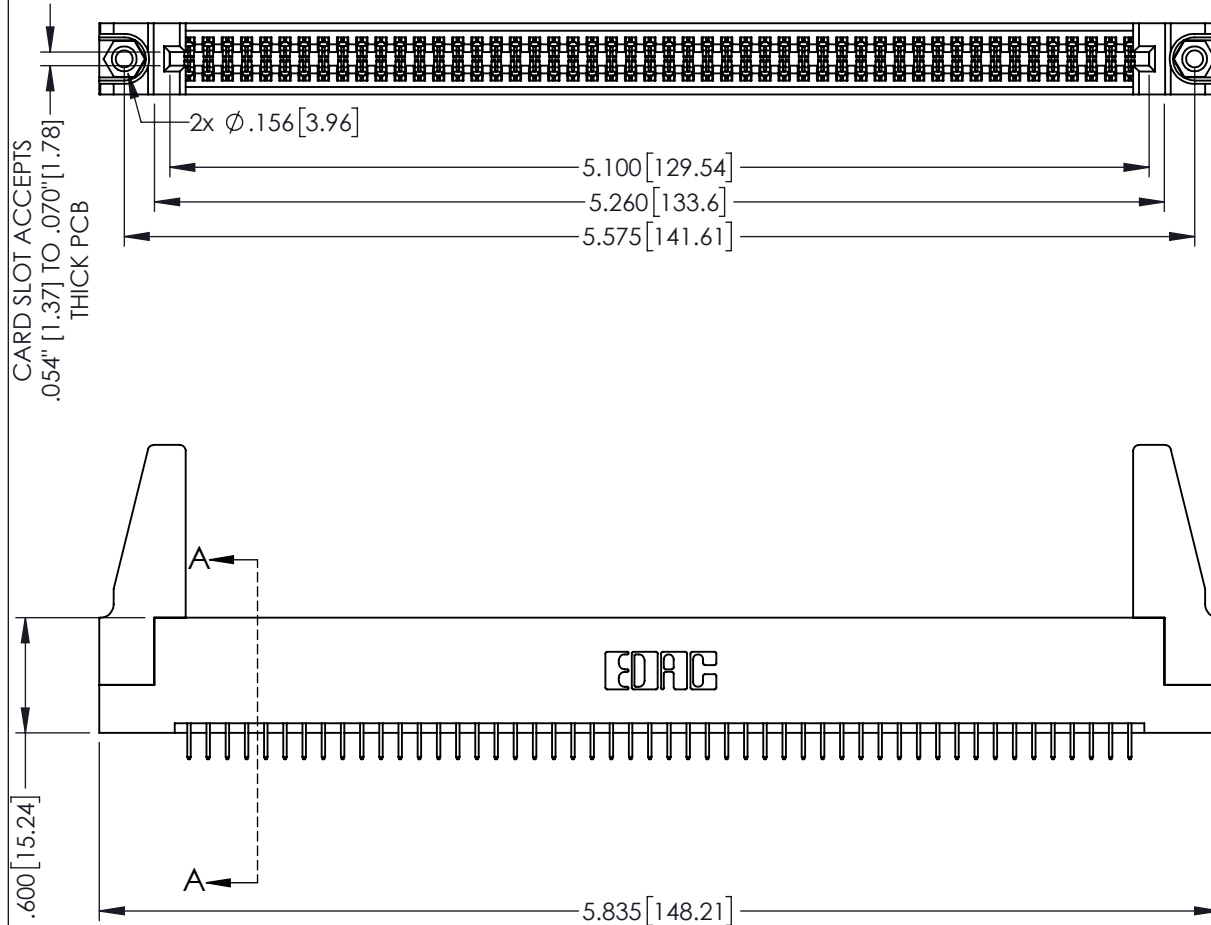 2x Ø.156[3.96]
5.100[129.54]
5.260[133.6]
5.575[141.61]
CARD SLOT ACCEPTS
.054" [1.37] TO .070"[1.78]
THICK PCB
A
EDAC
.600[15.24]
A
5.835[148.21]